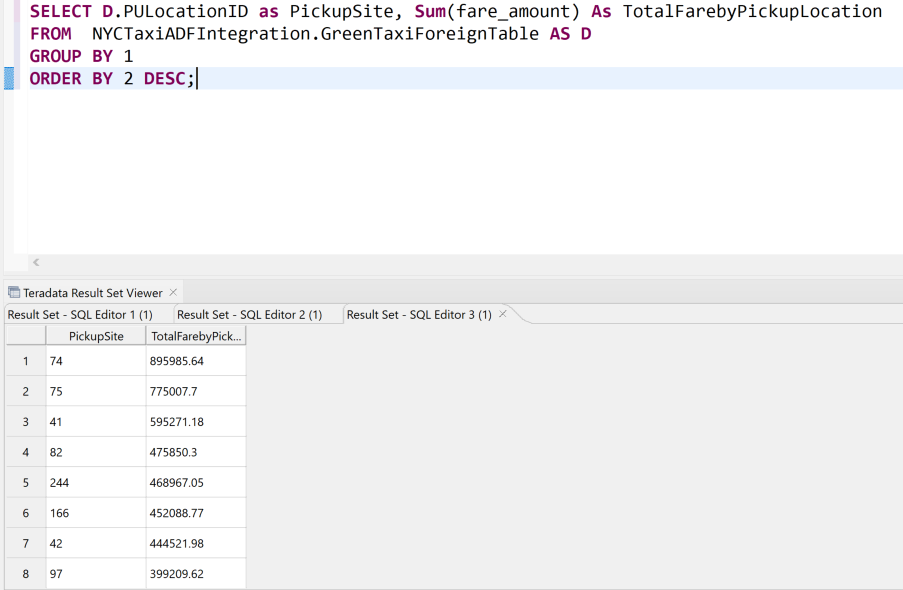 SELECT D.PULocationID as PickupSite, Sum(fare_amount) As TotalFarebyPickupLocation
FROM  NYCTaxiADFIntegration.GreenTaxiForeignTable AS D
GROUP BY 1
ORDER BY 2 DESC;
Teradata Result Set Viewer
Result Set - SQL Editor 1 (1) Result Set - SQL Editor 2 (1) Result Set - SQL Editor 3 (1)
PickupSite TotalFarebyPick...
1 74 895985.64
2 75 775007.7
3 41 595271.18
4 82 475850.3
5 244 468967.05
6 166 452088.77
7 42 444521.98
8 97 399209.62